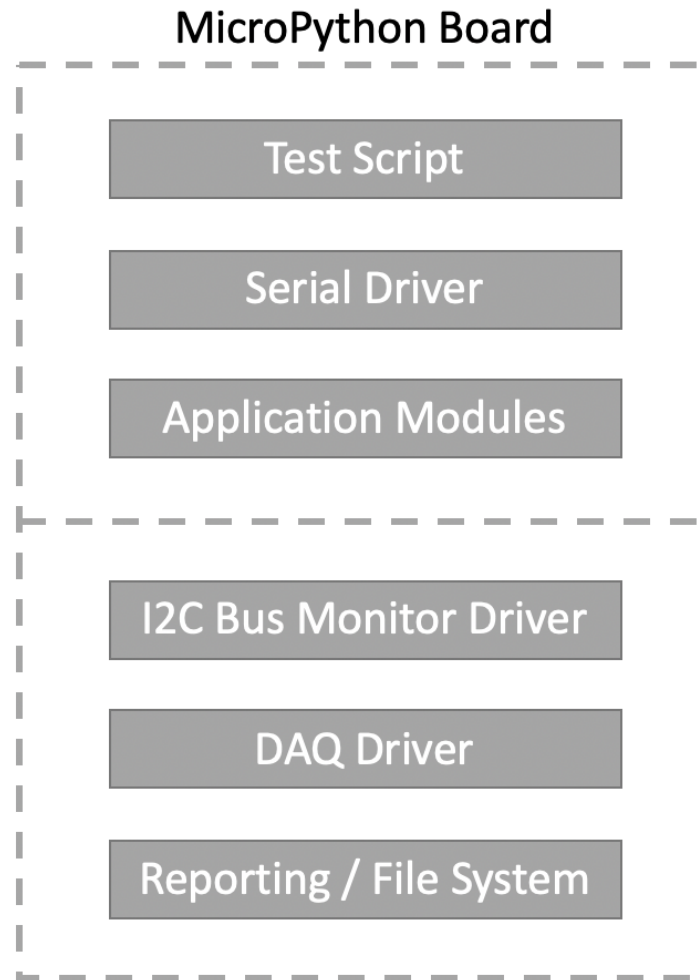 MicroPython Board
Test Script
Serial Driver
Application Modules
I2C Bus Monitor Driver
DAQ Driver
Reporting / File System